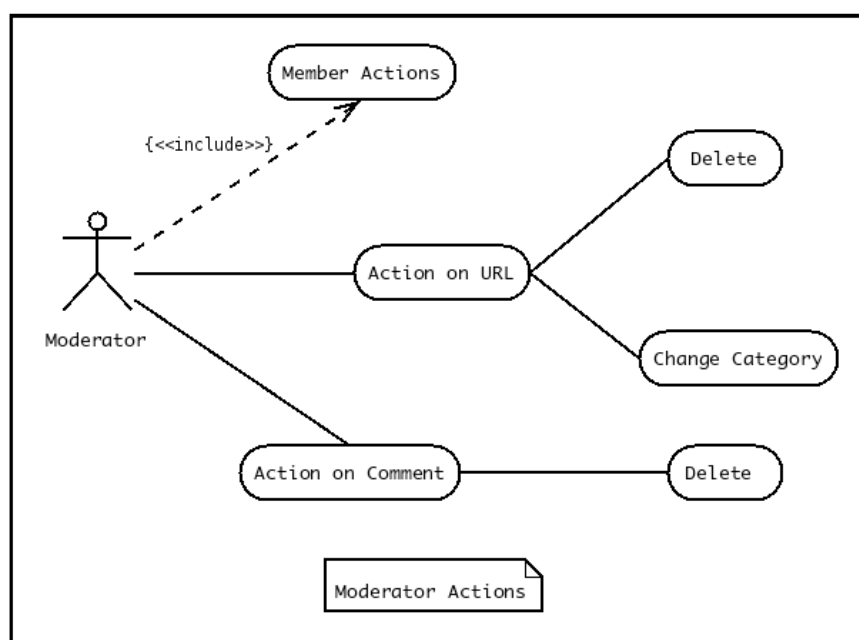 Member Actions
{<<include>>}
Delete
Action on URL
Moderator
Change Category
Action on Comment
Delete
Moderator Actions